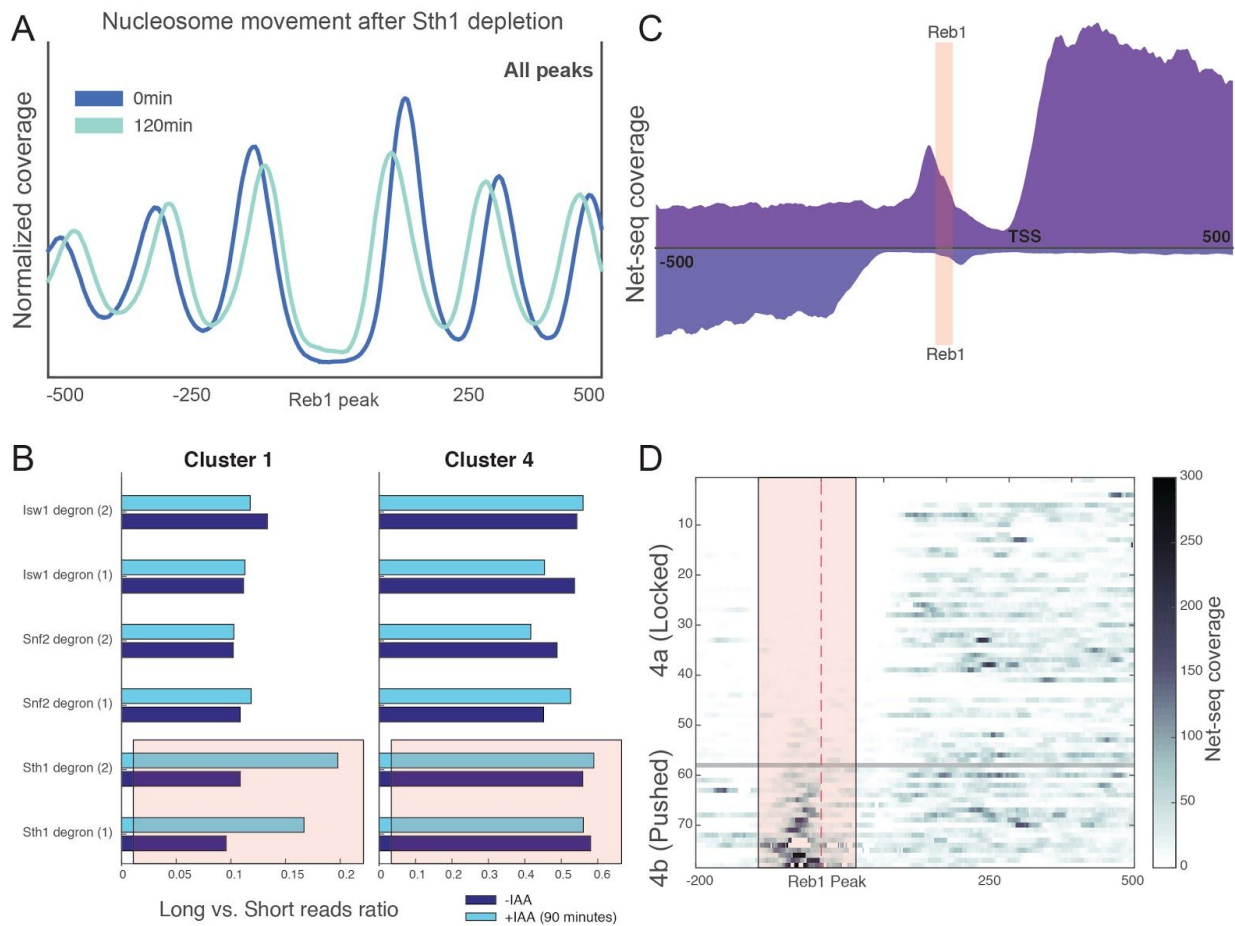 A
Nucleosome movement after Sth1 depletion
All peaks
0min
120min
Normalized coverage
-500
-250
Reb1 peak
250
500
C
Reb1
Net-seq coverage
TSS
-500
500
Reb1
B
Cluster 1
Cluster 4
Isw1 degron (2)
Isw1 degron (1)
Snf2 degron (2)
Snf2 degron (1)
Sth1 degron (2)
Sth1 degron (1)
0 0.05 0.1 0.15 0.2
0 0.1 0.2 0.3 0.4 0.5 0.6
Long vs. Short reads ratio
-IAA
+IAA (90 minutes)
D
4a (Locked)
4b (Pushed)
10
20
30
40
50
60
70
-200 Reb1 Peak 250 500
300
250
200
150
100
50
0
Net-seq coverage